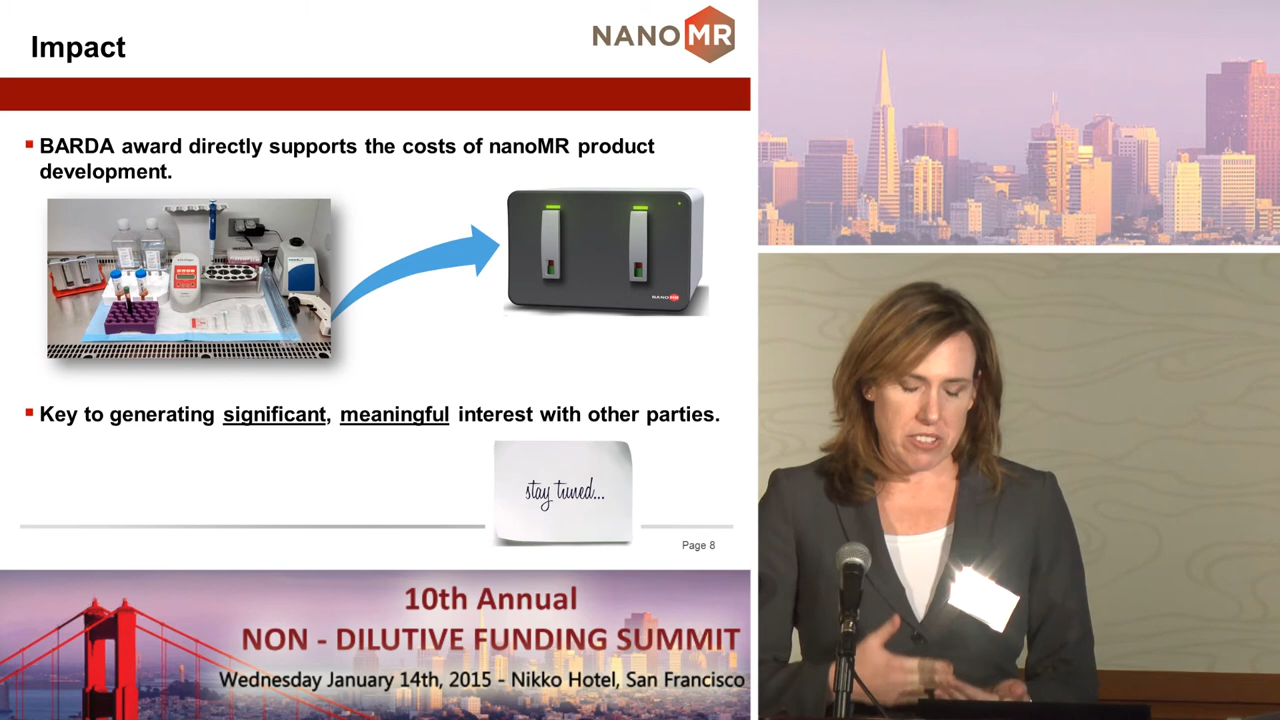 Impact
NANOMR
BARDA award directly supports the costs of nanoMR product
development.
NANOMR
Key to generating significant, meaningful interest with other parties.
stay tuned...
Page 8
10th Annual
NON - DILUTIVE FUNDING SUMMIT
Wednesday January 14th, 2015 - Nikko Hotel, San Francisco